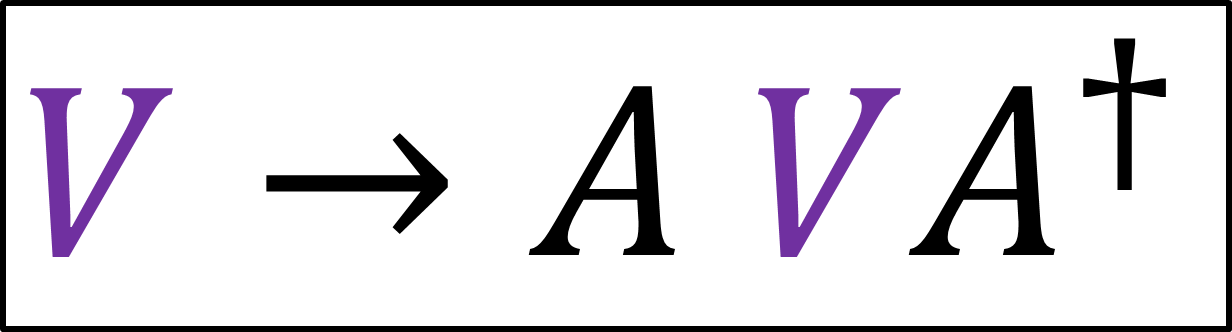 V → A V A†